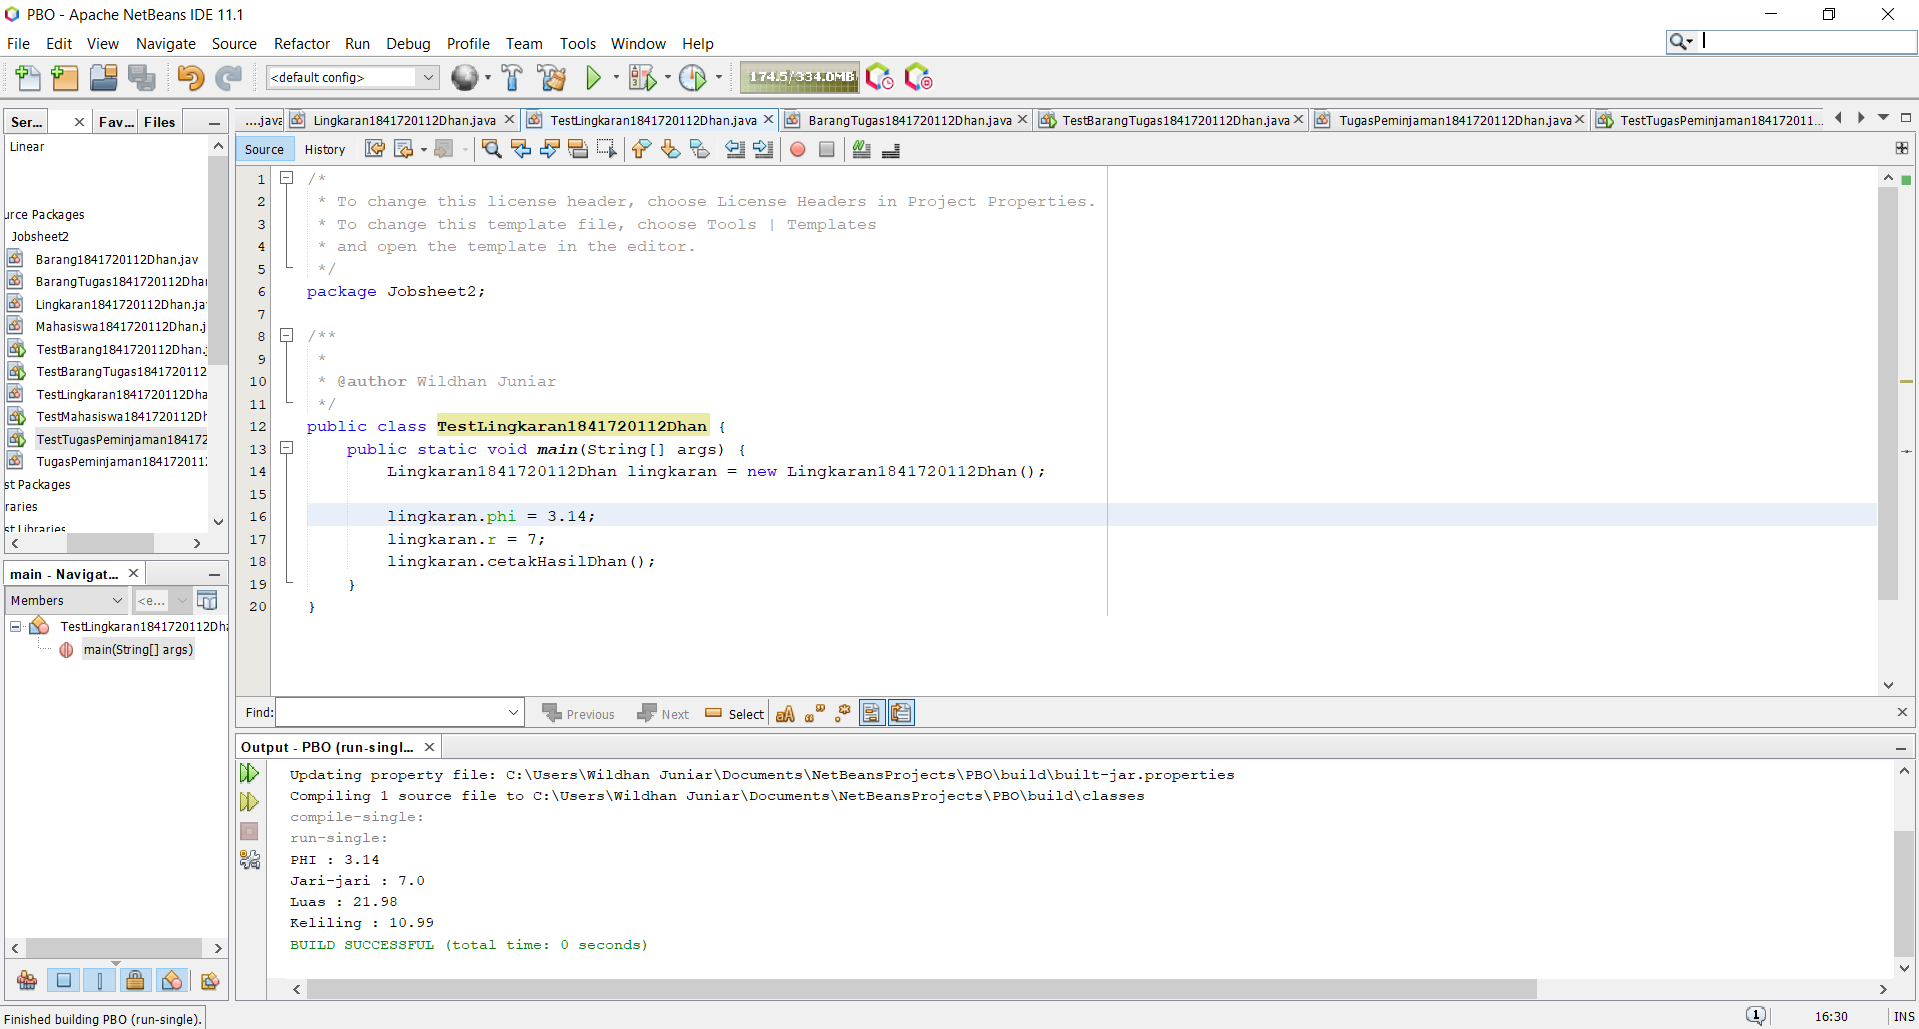 PBO - Apache NetBeans IDE 11.1
File Edit View Navigate Source Refactor Run Debug Profile Team Tools Window Help
<default config>
174.5/334.0MB
Ser... Fav... Files
....java Lingkaran1841720112Dhan.java TestLingkaran1841720112Dhan.java BarangTugas1841720112Dhan.java TestBarangTugas1841720112Dhan.java TugasPeminjaman1841720112Dhan.java TestTugasPeminjaman184172011...
Source History
Linear
urce Packages
Jobsheet2
Barang1841720112Dhan.jav
BarangTugas1841720112Dhan
Lingkaran1841720112Dhan.ja
Mahasiswa1841720112Dhan.j
TestBarang1841720112Dhan.j
TestBarangTugas1841720112
TestLingkaran1841720112Dha
TestMahasiswa1841720112Dh
TestTugasPeminjaman184172
TugasPeminjaman1841720112
st Packages
raries
st Libraries
main - Navigat...
Members <e...
TestLingkaran1841720112Dha
main(String[] args)
1 /*
2 * To change this license header, choose License Headers in Project Properties.
3 * To change this template file, choose Tools | Templates
4 * and open the template in the editor.
5 */
6 package Jobsheet2;
7
8 /**
9 *
10 * @author Wildhan Juniar
11 */
12 public class TestLingkaran1841720112Dhan {
13 public static void main(String[] args) {
14 Lingkaran1841720112Dhan lingkaran = new Lingkaran1841720112Dhan();
15
16 lingkaran.phi = 3.14;
17 lingkaran.r = 7;
18 lingkaran.cetakHasilDhan();
19 }
20 }
Find: Previous Next Select
Output - PBO (run-singl...
Updating property file: C:\Users\Wildhan Juniar\Documents\NetBeansProjects\PBO\build\built-jar.properties
Compiling 1 source file to C:\Users\Wildhan Juniar\Documents\NetBeansProjects\PBO\build\classes
compile-single:
run-single:
PHI : 3.14
Jari-jari : 7.0
Luas : 21.98
Keliling : 10.99
BUILD SUCCESSFUL (total time: 0 seconds)
Finished building PBO (run-single).
1 16:30 INS